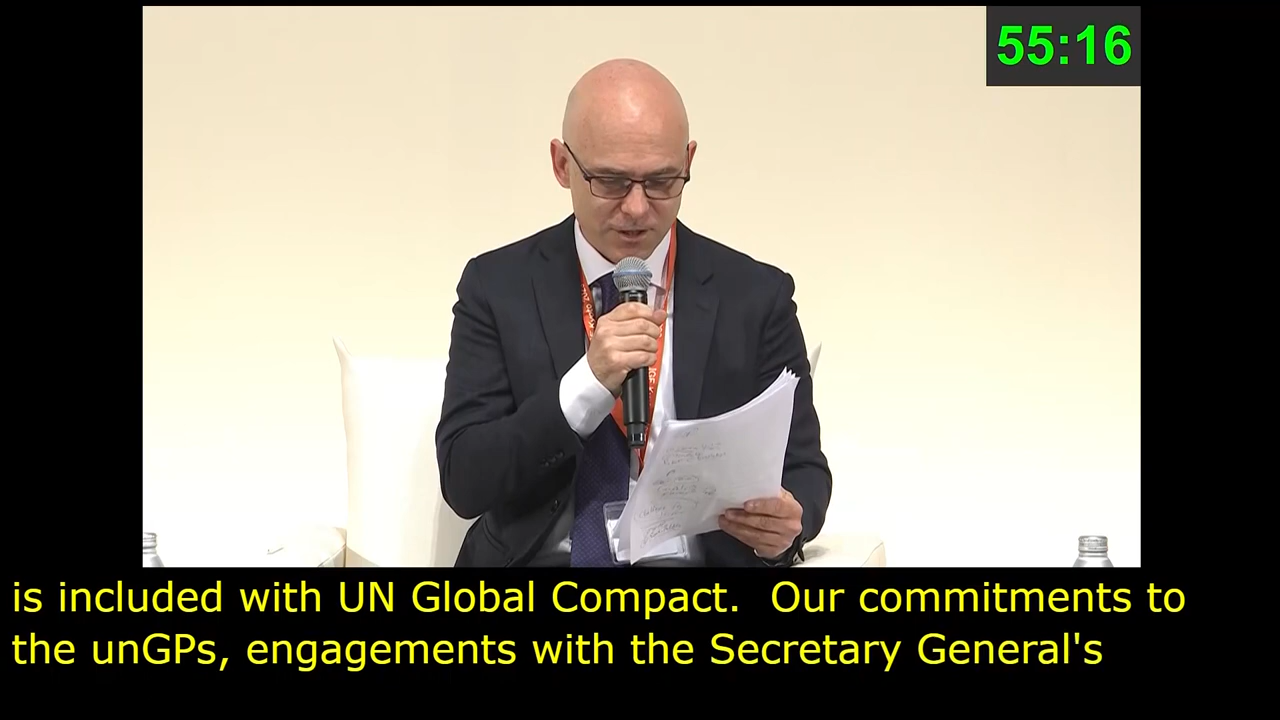 55:16
is included with UN Global Compact.  Our commitments to
the unGPs, engagements with the Secretary General's